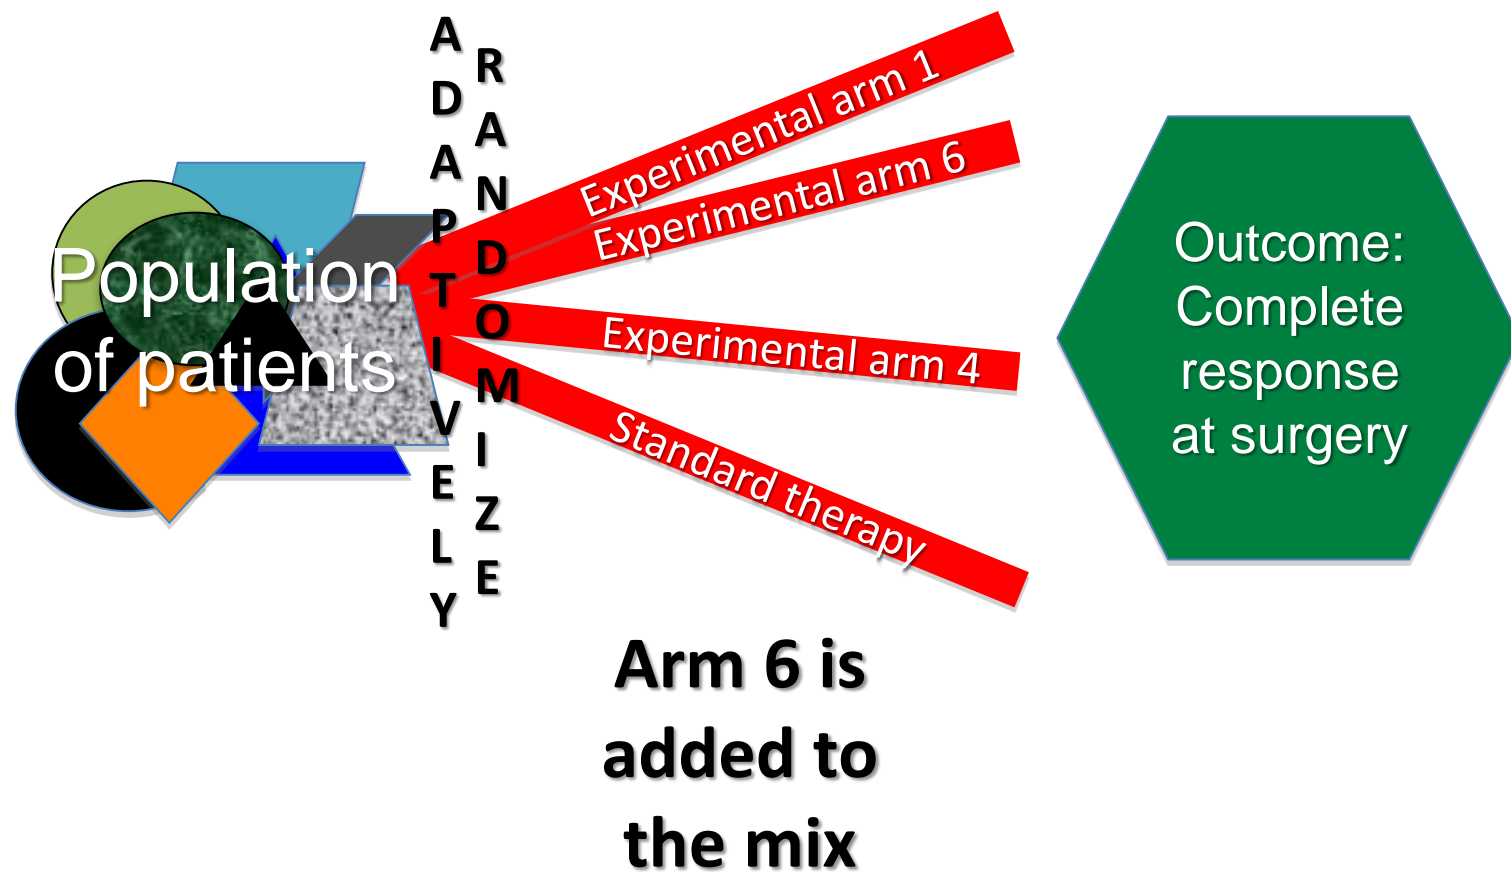 Population
of patients
ADAPTIVELY
RANDOMIZE
Experimental arm 1
Experimental arm 6
Experimental arm 4
Standard therapy
Outcome:
Complete
response
at surgery
Arm 6 is
added to
the mix